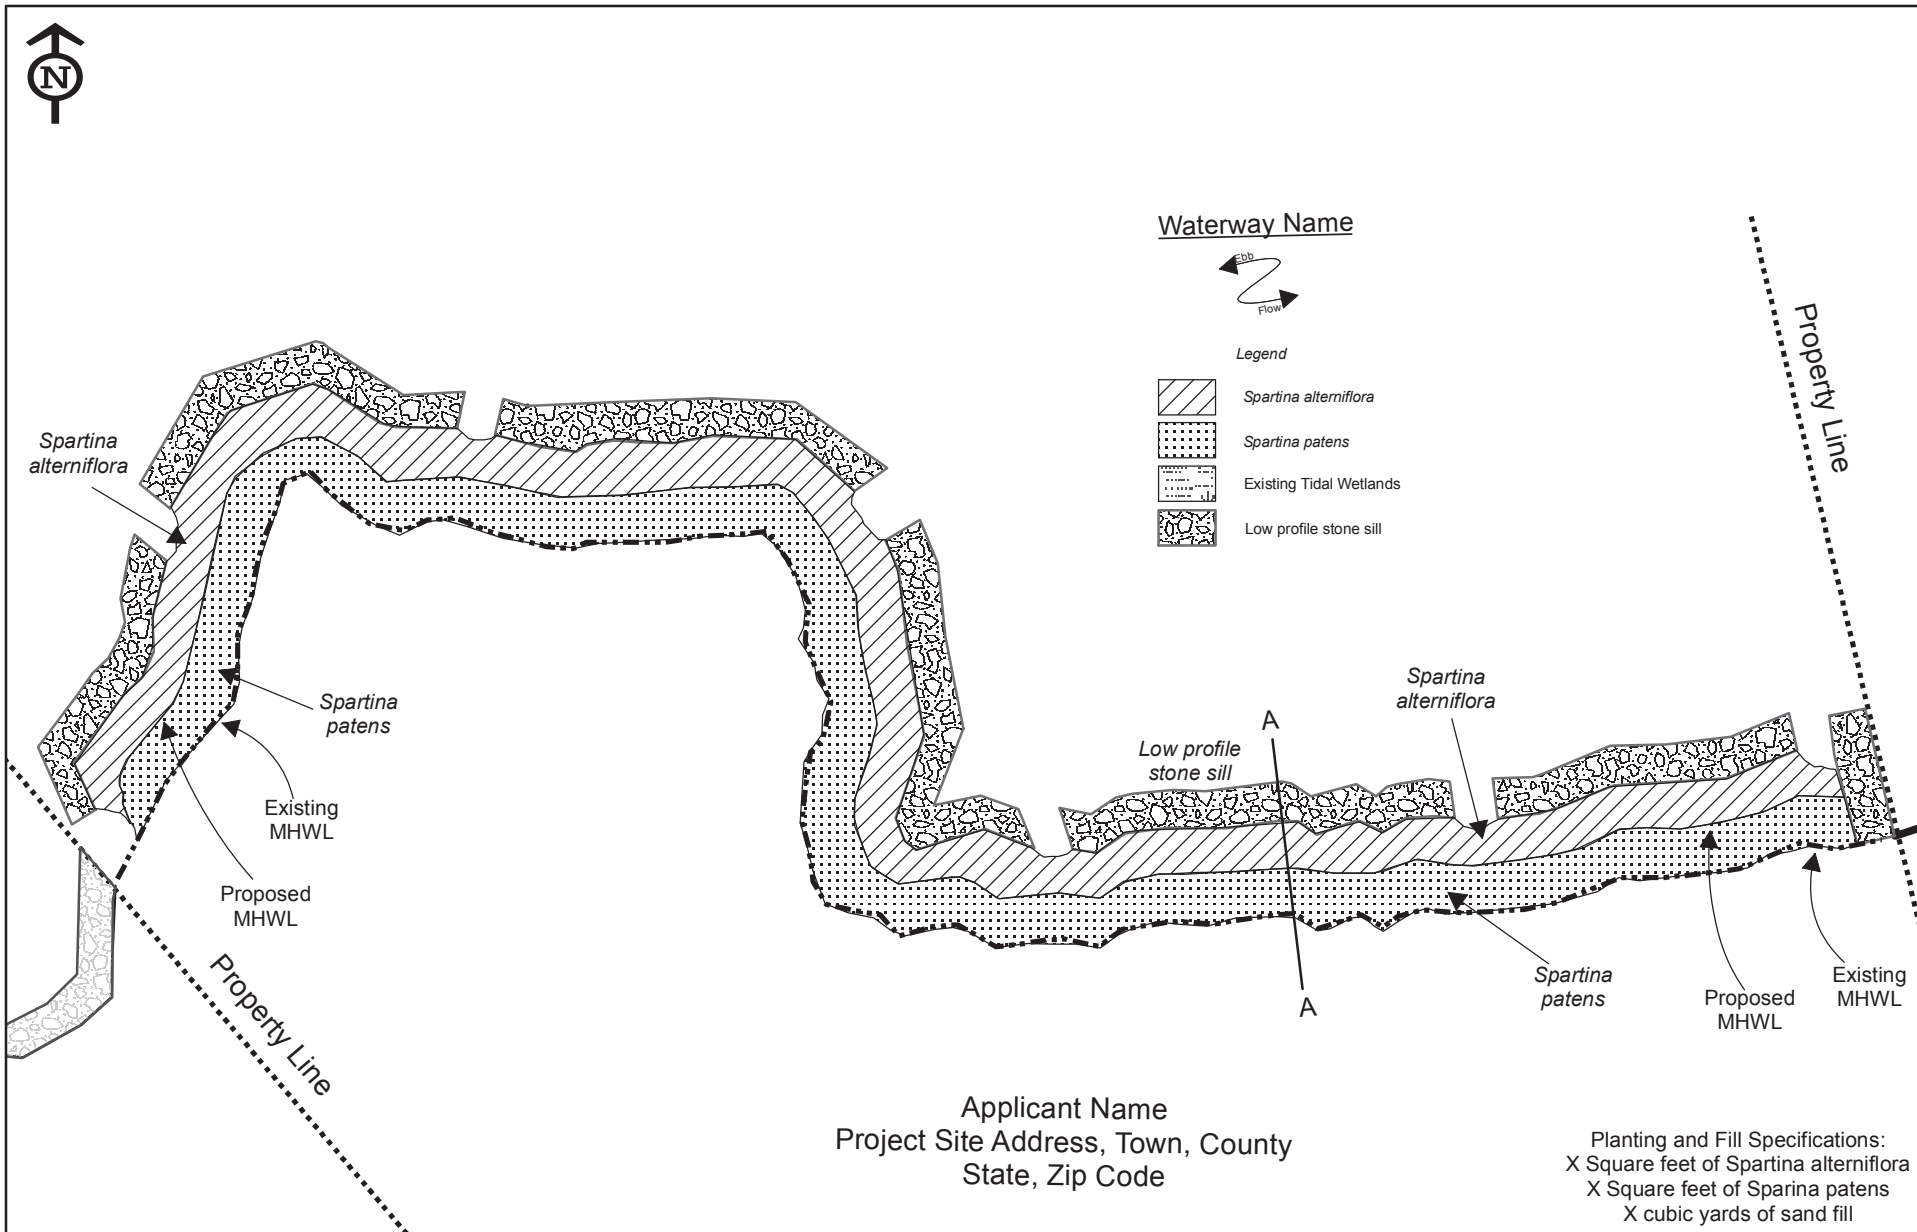 N
Waterway Name
Ebb
Flow
Legend
Spartina alterniflora
Spartina patens
Existing Tidal Wetlands
Low profile stone sill
Property Line
Spartina
alterniflora
Spartina
patens
Existing
MHWL
Proposed
MHWL
Property Line
A
Low profile
stone sill
Spartina
alterniflora
A
Spartina
patens
Proposed
MHWL
Existing
MHWL
Applicant Name
Project Site Address, Town, County
State, Zip Code
Planting and Fill Specifications:
X Square feet of Spartina alterniflora
X Square feet of Sparina patens
X cubic yards of sand fill